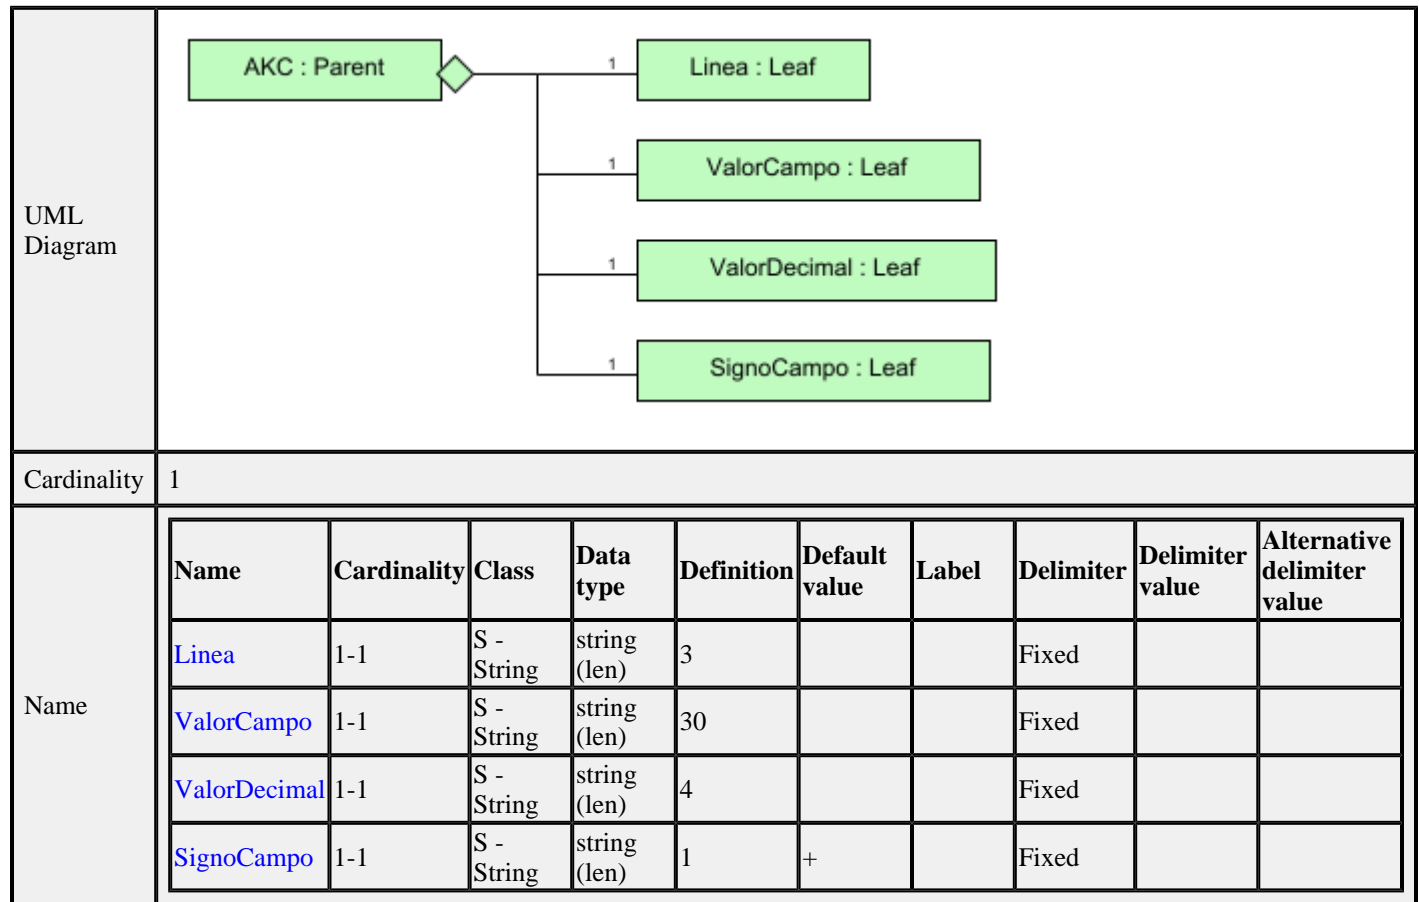 UML
Diagram
AKC : Parent
1
Linea : Leaf
1
ValorCampo : Leaf
1
ValorDecimal : Leaf
1
SignoCampo : Leaf
Cardinality 1
Name
Name Cardinality Class Data type Definition Default value Label Delimiter Delimiter value Alternative delimiter value
Linea 1-1 S - String string (len) 3 Fixed
ValorCampo 1-1 S - String string (len) 30 Fixed
ValorDecimal 1-1 S - String string (len) 4 Fixed
SignoCampo 1-1 S - String string (len) 1 + Fixed